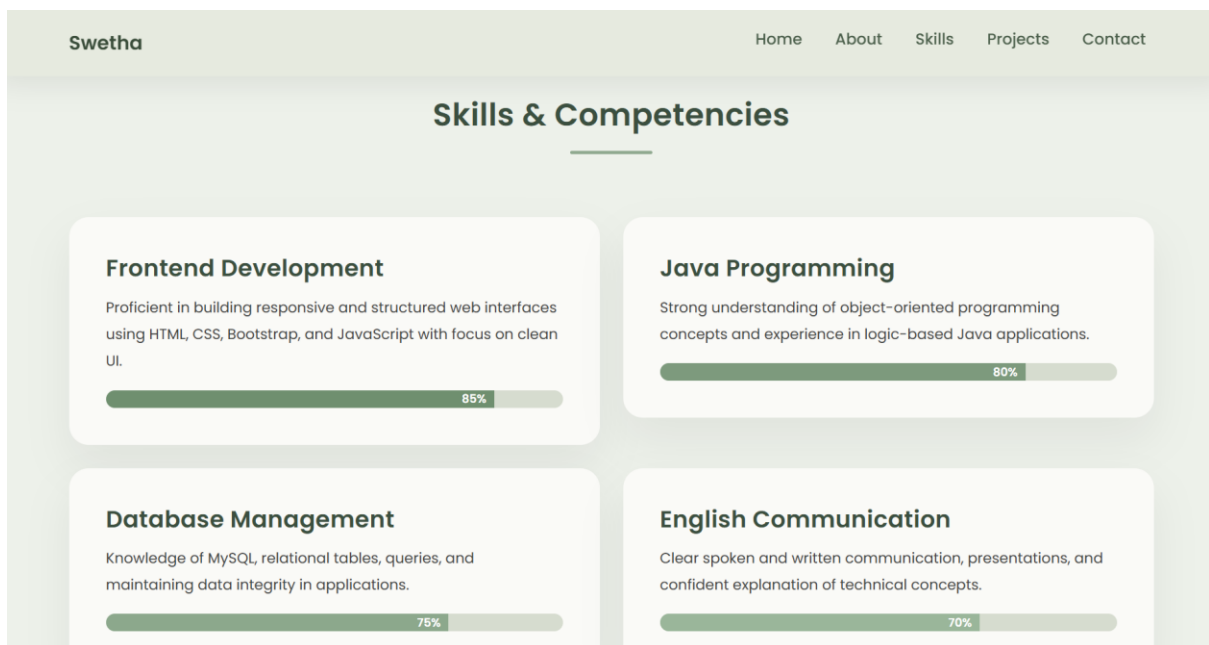 Swetha
Home About Skills Projects Contact
Skills & Competencies
Frontend Development
Proficient in building responsive and structured web interfaces
using HTML, CSS, Bootstrap, and JavaScript with focus on clean
UI.
85%
Java Programming
Strong understanding of object-oriented programming
concepts and experience in logic-based Java applications.
80%
Database Management
Knowledge of MySQL, relational tables, queries, and
maintaining data integrity in applications.
75%
English Communication
Clear spoken and written communication, presentations, and
confident explanation of technical concepts.
70%